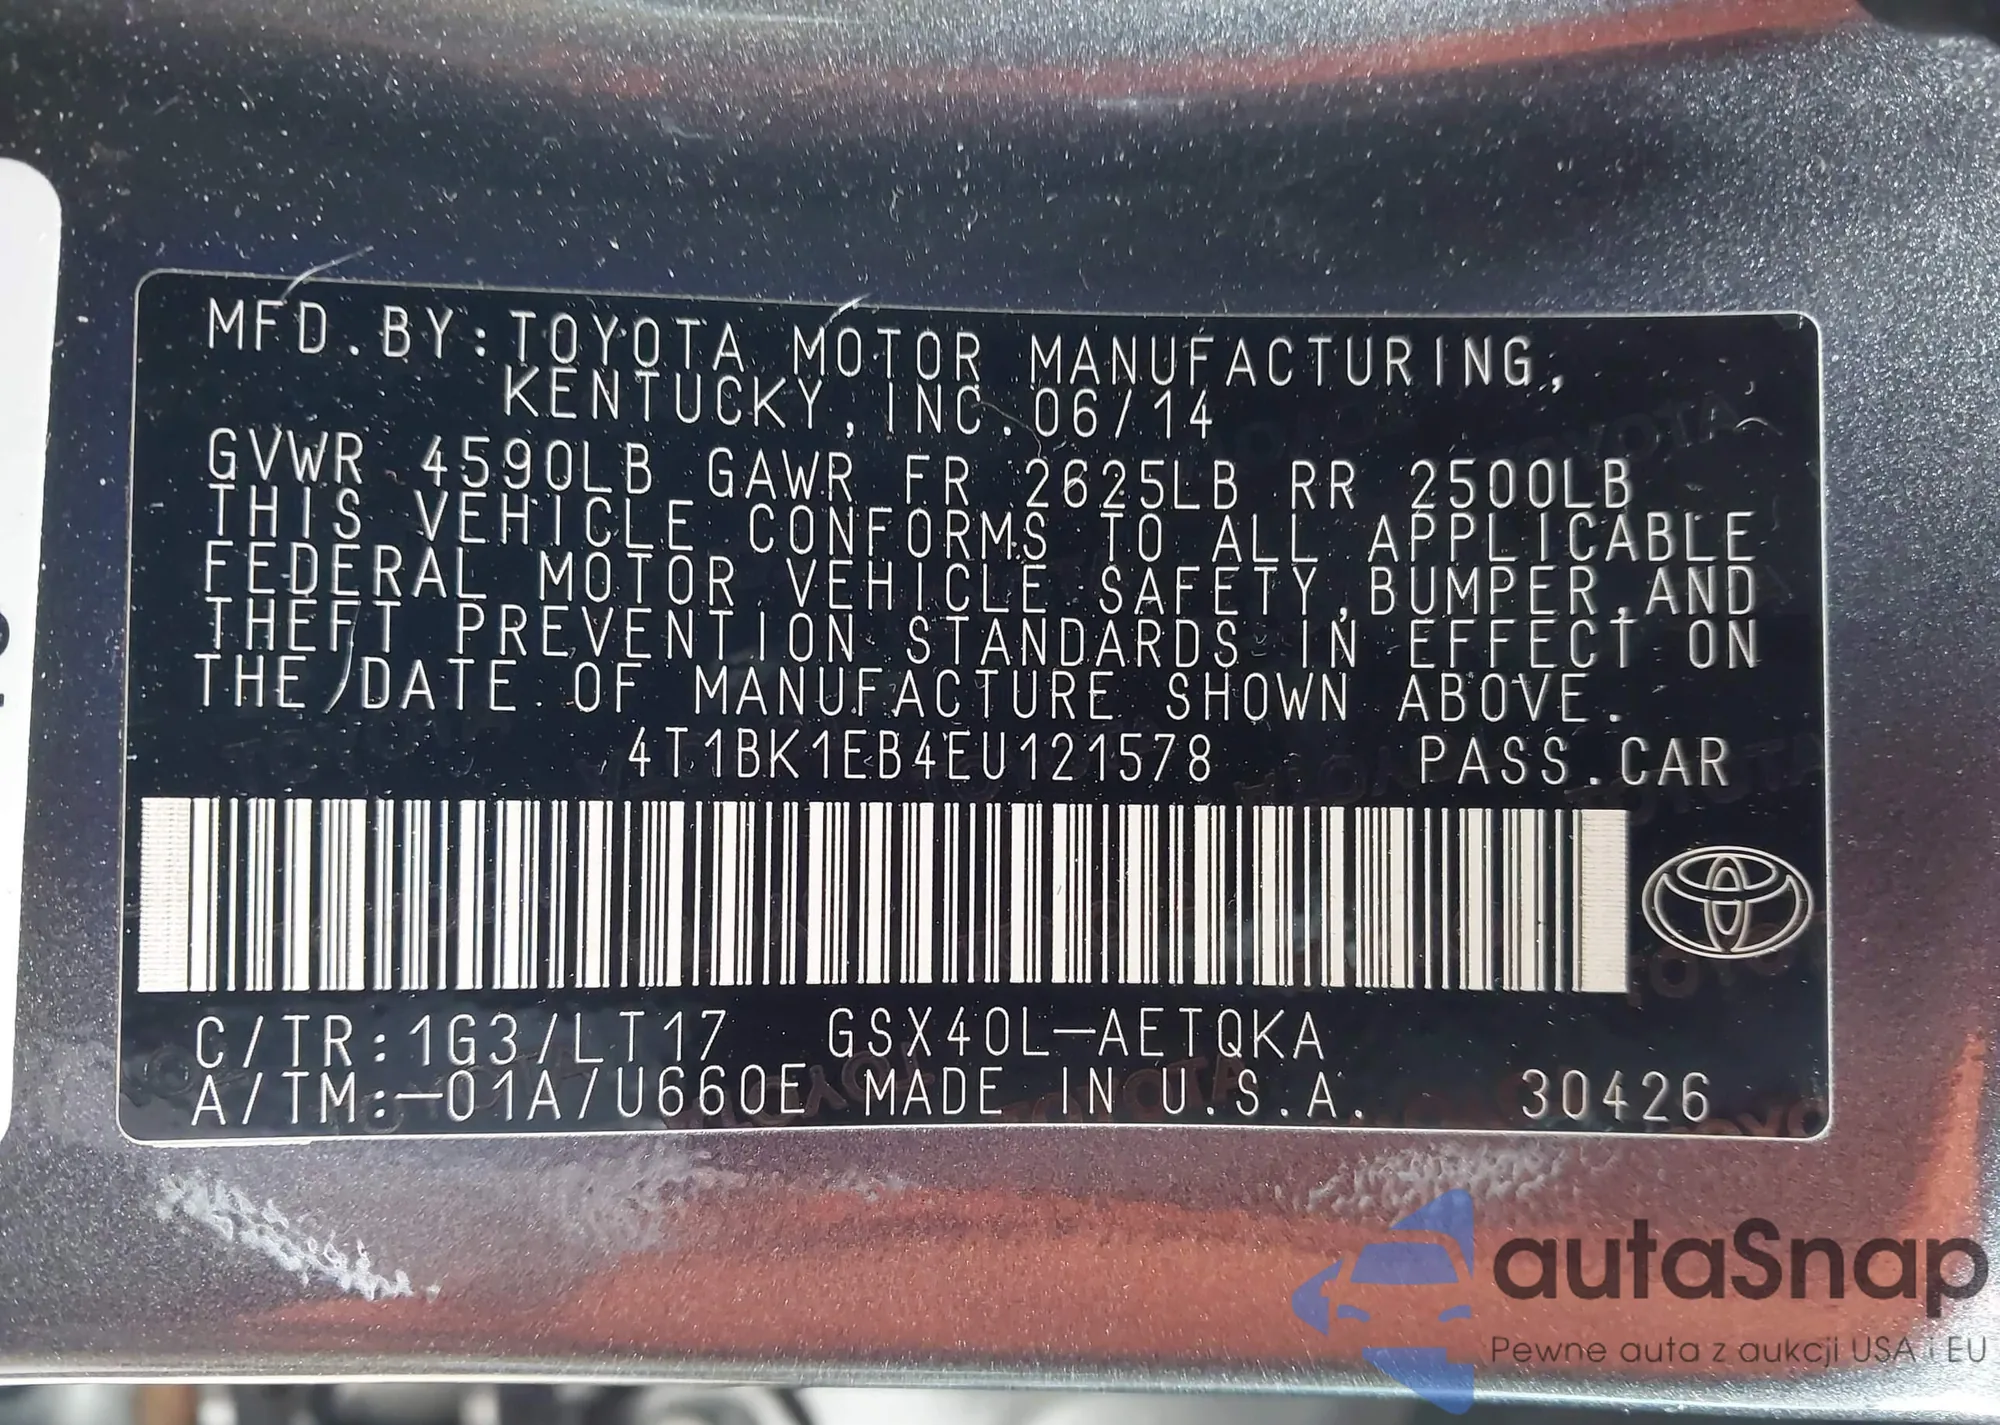 MFD.BY:TOYOTA MOTOR MANUFACTURING,
KENTUCKY,INC.06/14
GVWR 4590LB GAWR FR 2625LB RR 2500LB
THIS VEHICLE CONFORMS TO ALL APPLICABLE
FEDERAL MOTOR VEHICLE SAFETY,BUMPER,AND
THEFT PREVENTION STANDARDS IN EFFECT ON
THE DATE OF MANUFACTURE SHOWN ABOVE.
4T1BK1EB4EU121578 PASS.CAR
C/TR:1G3/LT17 GSX40L-AETQKA
A/TM:-01A/U660E MADE IN U.S.A. 30426
autaSnap
Pewne auta z aukcji USA i EU